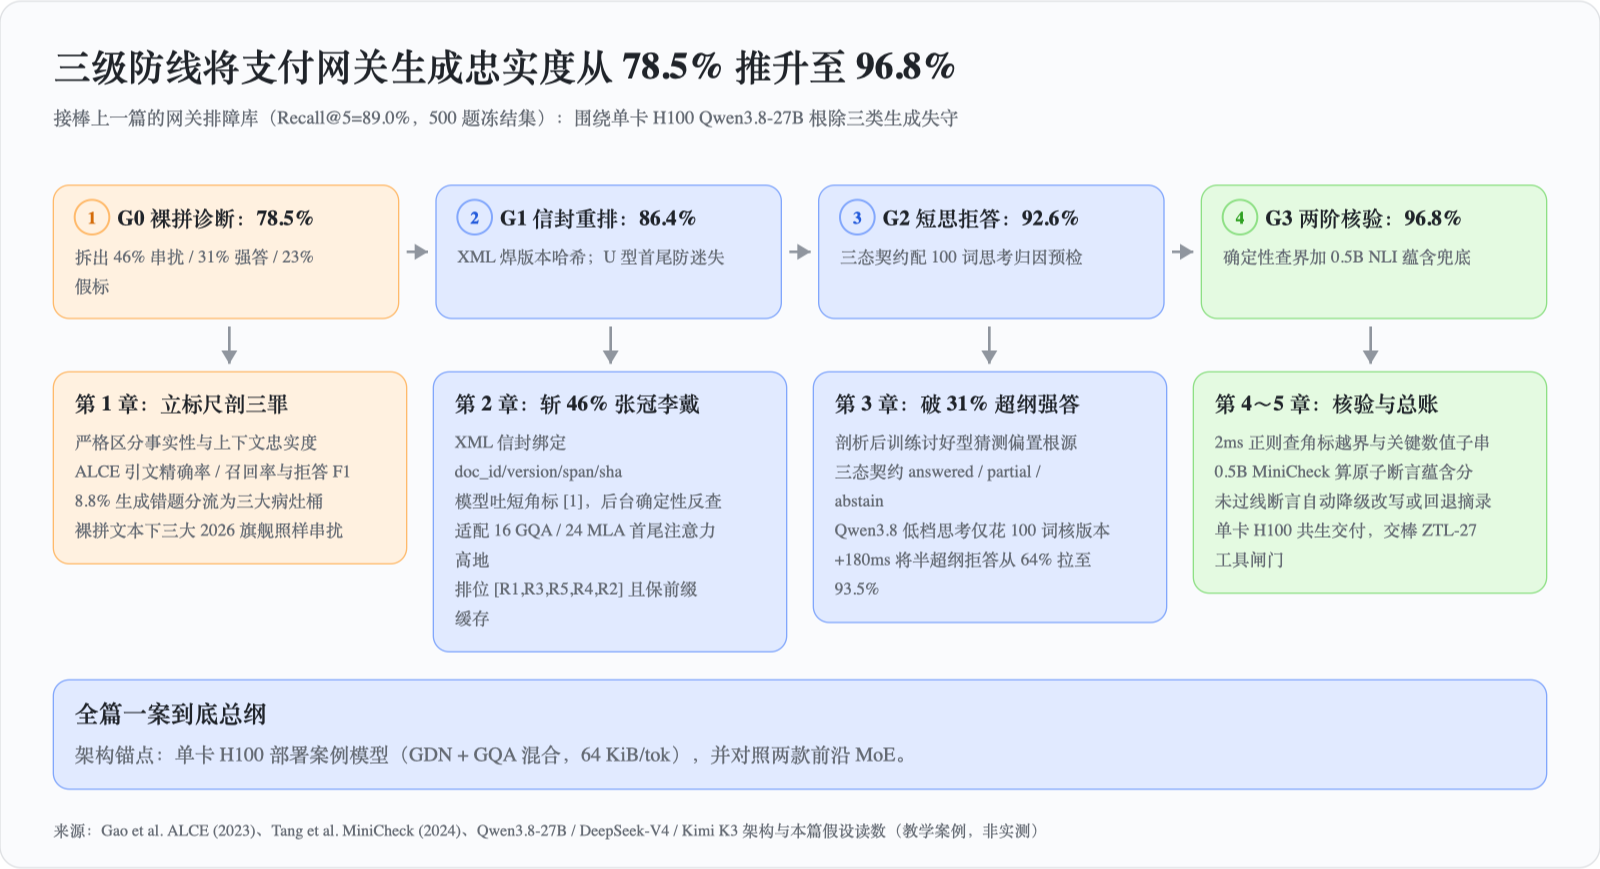 三级防线将支付网关生成忠实度从 78.5% 推升至 96.8%
接棒上一篇的网关排障库（Recall@5=89.0%，500 题冻结集）：围绕单卡 H100 Qwen3.8-27B 根除三类生成失守
1 G0 裸拼诊断：78.5%
拆出 46% 串扰 / 31% 强答 / 23%
假标
2 G1 信封重排：86.4%
XML 焊版本哈希；U 型首尾防迷失
3 G2 短思拒答：92.6%
三态契约配 100 词思考归因预检
4 G3 两阶核验：96.8%
确定性查界加 0.5B NLI 蕴含兜底
第 1 章：立标尺剖三罪
严格区分事实性与上下文忠实度
ALCE 引文精确率 / 召回率与拒答 F1
8.8% 生成错题分流为三大病灶桶
裸拼文本下三大 2026 旗舰照样串扰
第 2 章：斩 46% 张冠李戴
XML 信封绑定
doc_id/version/span/sha
模型吐短角标 [1]，后台确定性反查
适配 16 GQA / 24 MLA 首尾注意力
高地
排位 [R1,R3,R5,R4,R2] 且保前缀
缓存
第 3 章：破 31% 超纲强答
剖析后训练讨好型猜测偏置根源
三态契约 answered / partial /
abstain
Qwen3.8 低档思考仅花 100 词核版本
+180ms 将半超纲拒答从 64% 拉至
93.5%
第 4～5 章：核验与总账
2ms 正则查角标越界与关键数值子串
0.5B MiniCheck 算原子断言蕴含分
未过线断言自动降级改写或回退摘录
单卡 H100 共生交付，交棒 ZTL-27
工具闸门
全篇一案到底总纲
架构锚点：单卡 H100 部署案例模型（GDN + GQA 混合，64 KiB/tok），并对照两款前沿 MoE。
来源：Gao et al. ALCE (2023)、Tang et al. MiniCheck (2024)、Qwen3.8-27B / DeepSeek-V4 / Kimi K3 架构与本篇假设读数（教学案例，非实测）